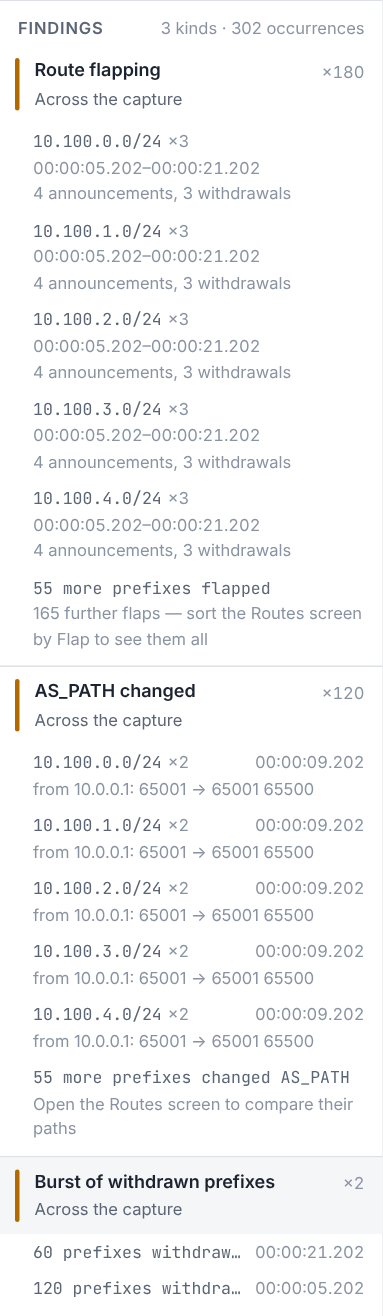 FINDINGS 3 kinds · 302 occurrences
Route flapping ×180
Across the capture
10.100.0.0/24 ×3
00:00:05.202–00:00:21.202
4 announcements, 3 withdrawals
10.100.1.0/24 ×3
00:00:05.202–00:00:21.202
4 announcements, 3 withdrawals
10.100.2.0/24 ×3
00:00:05.202–00:00:21.202
4 announcements, 3 withdrawals
10.100.3.0/24 ×3
00:00:05.202–00:00:21.202
4 announcements, 3 withdrawals
10.100.4.0/24 ×3
00:00:05.202–00:00:21.202
4 announcements, 3 withdrawals
55 more prefixes flapped
165 further flaps — sort the Routes screen
by Flap to see them all
AS_PATH changed ×120
Across the capture
10.100.0.0/24 ×2 00:00:09.202
from 10.0.0.1: 65001 → 65001 65500
10.100.1.0/24 ×2 00:00:09.202
from 10.0.0.1: 65001 → 65001 65500
10.100.2.0/24 ×2 00:00:09.202
from 10.0.0.1: 65001 → 65001 65500
10.100.3.0/24 ×2 00:00:09.202
from 10.0.0.1: 65001 → 65001 65500
10.100.4.0/24 ×2 00:00:09.202
from 10.0.0.1: 65001 → 65001 65500
55 more prefixes changed AS_PATH
Open the Routes screen to compare their
paths
Burst of withdrawn prefixes ×2
Across the capture
60 prefixes withdraw… 00:00:21.202
120 prefixes withdra… 00:00:05.202